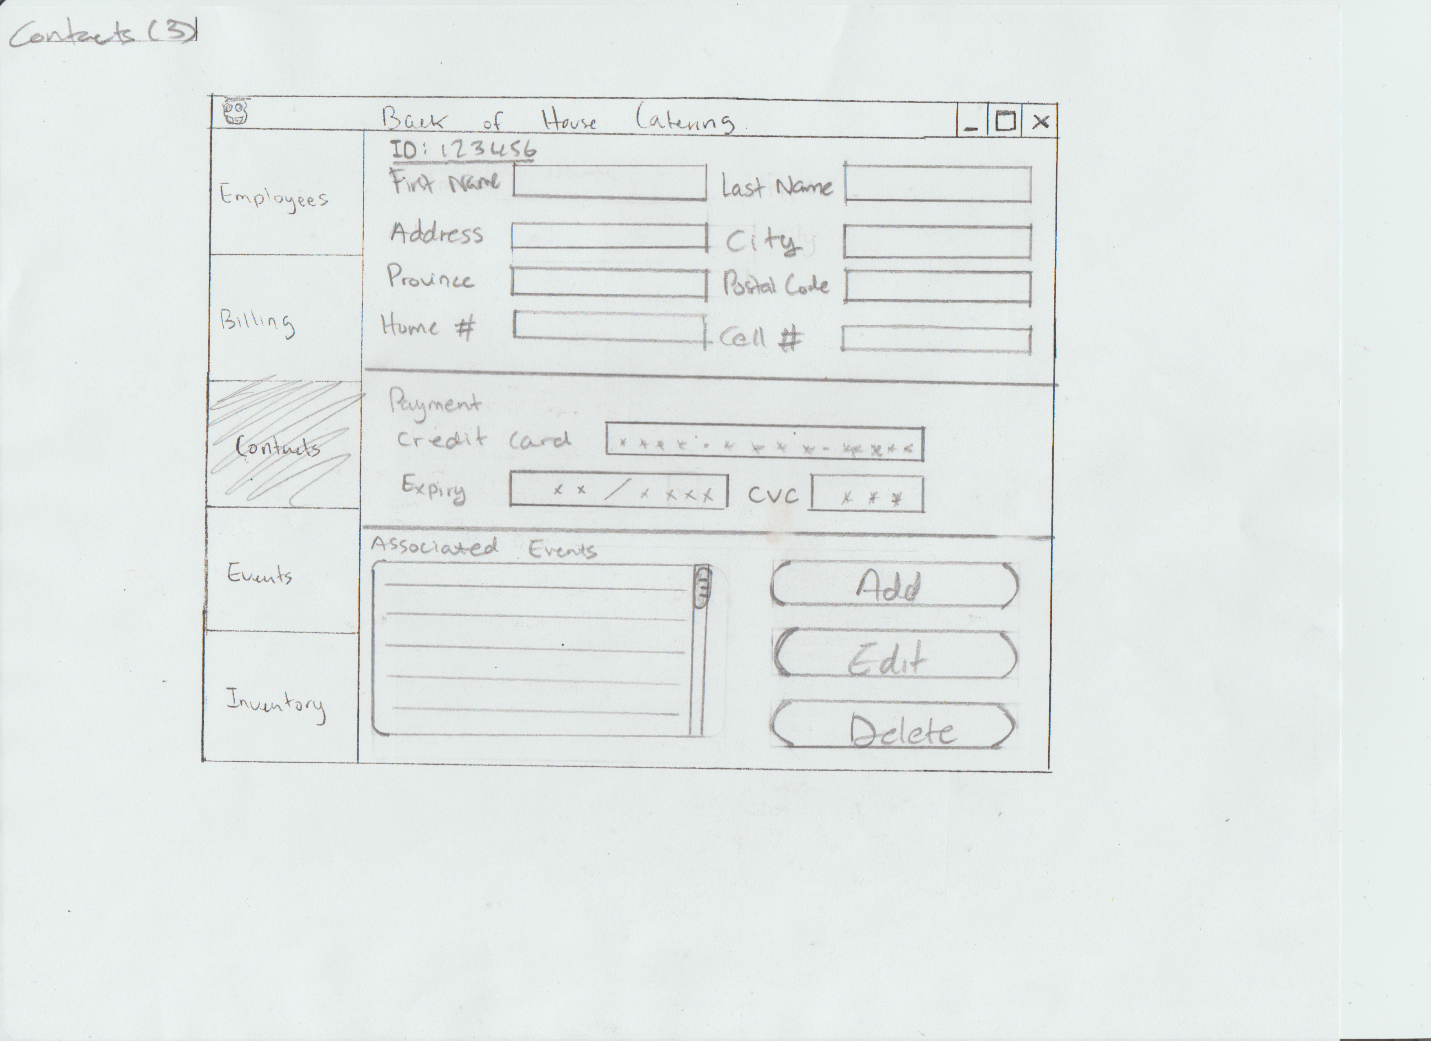 Contacts (3)
Back of House Catering
ID: 123456
First Name
Last Name
Address
City
Province
Postal Code
Home #
Cell #
Payment
Credit Card
****-****-*****
Expiry
**/****
CVC
***
Associated Events
Add
Edit
Delete
Employees
Billing
Contacts
Events
Inventory